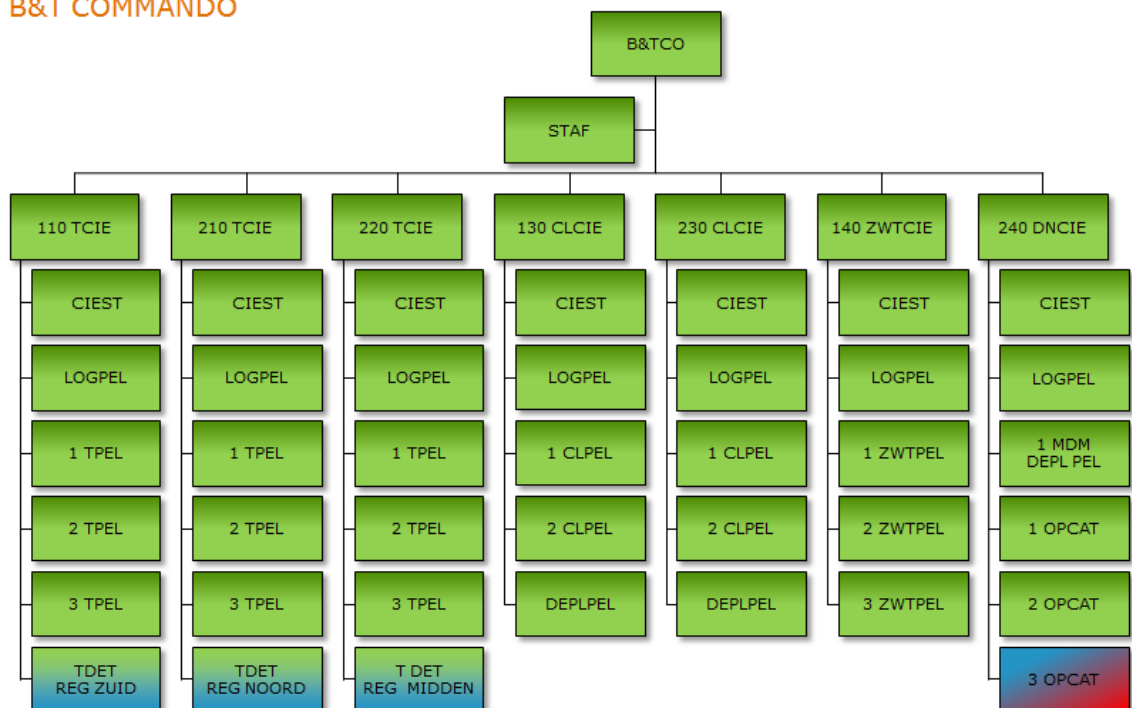 B&T COMMANDO
B&TCO
STAF
110 TCIE
210 TCIE
220 TCIE
130 CLCIE
230 CLCIE
140 ZWTCIE
240 DNCIE
CIEST
CIEST
CIEST
CIEST
CIEST
CIEST
CIEST
LOGPEL
LOGPEL
LOGPEL
LOGPEL
LOGPEL
LOGPEL
LOGPEL
1 TPEL
1 TPEL
1 TPEL
1 CLPEL
1 CLPEL
1 ZWTPEL
1 MDM
DEPL PEL
2 TPEL
2 TPEL
2 TPEL
2 CLPEL
2 CLPEL
2 ZWTPEL
1 OPCAT
3 TPEL
3 TPEL
3 TPEL
DEPLPEL
DEPLPEL
3 ZWTPEL
2 OPCAT
TDET
REG ZUID
TDET
REG NOORD
T DET
REG MIDDEN
3 OPCAT